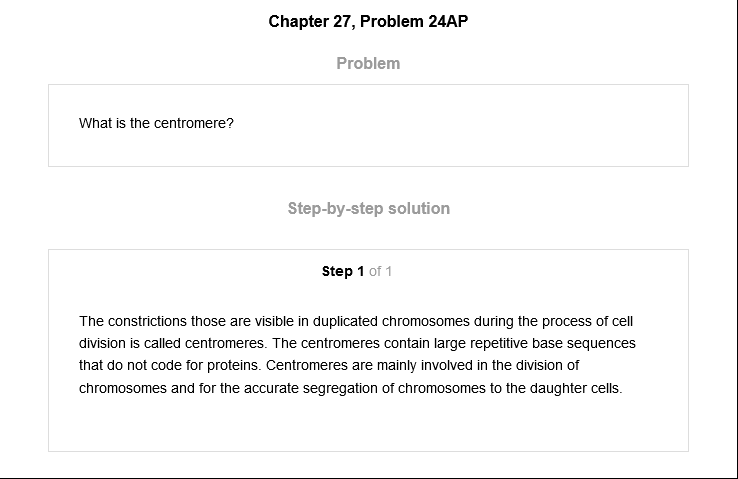 Chapter 27, Problem 24AP
Problem
What is the centromere?
Step-by-step solution
Step 1 of 1
The constrictions those are visible in duplicated chromosomes during the process of cell
division is called centromeres. The centromeres contain large repetitive base sequences
that do not code for proteins. Centromeres are mainly involved in the division of
chromosomes and for the accurate segregation of chromosomes to the daughter cells.